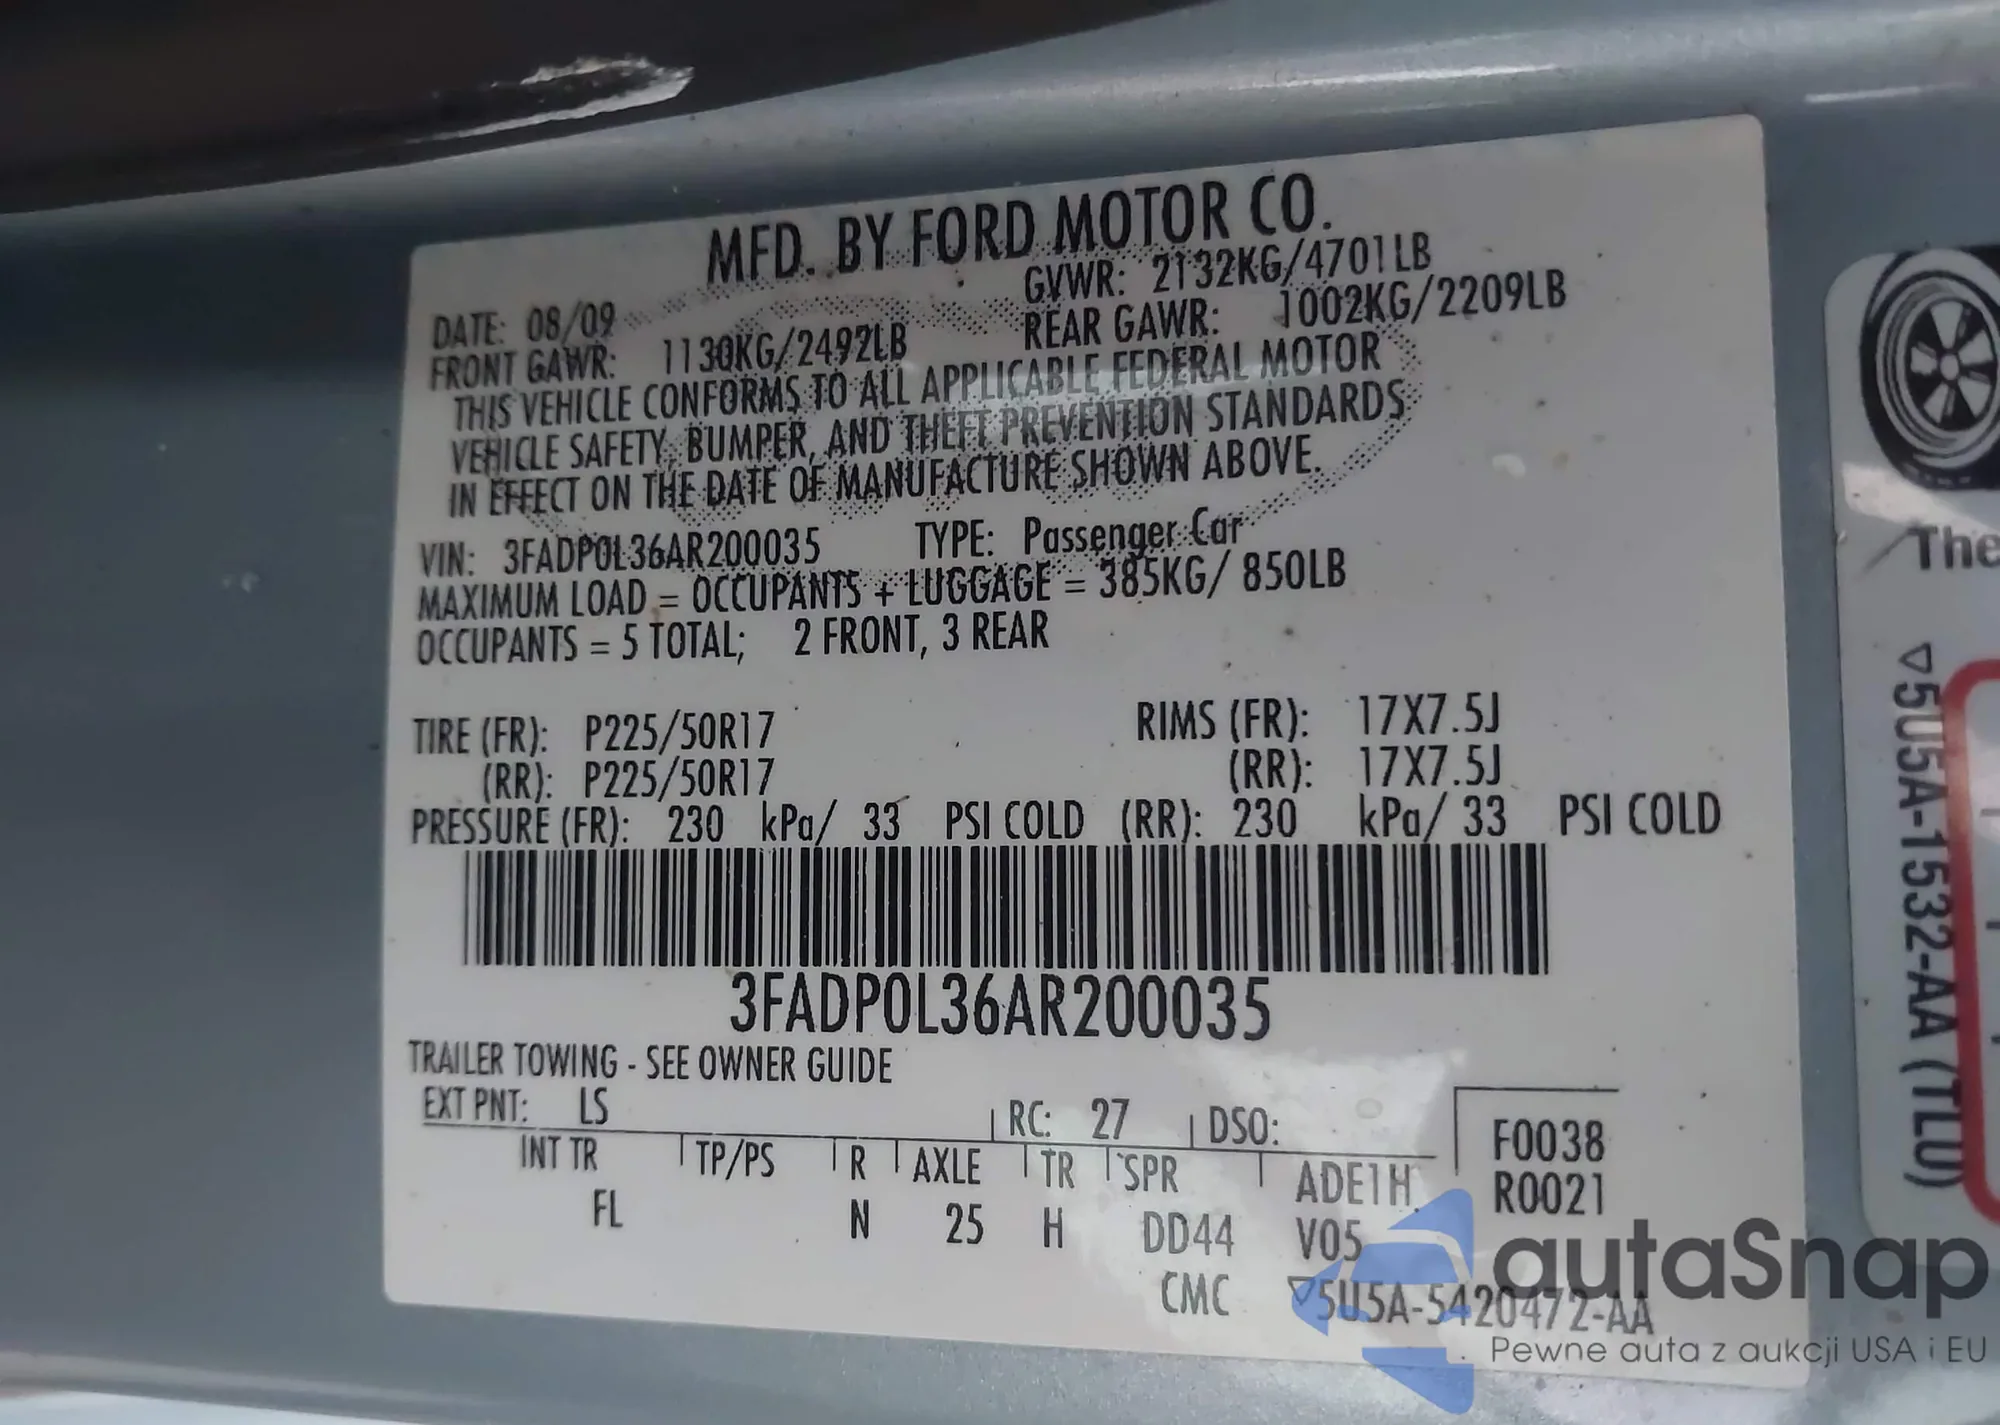 MFD. BY FORD MOTOR CO.
DATE: 08/09 GVWR: 2132KG/4701LB
FRONT GAWR: 1130KG/2492LB REAR GAWR: 1002KG/2209LB
THIS VEHICLE CONFORMS TO ALL APPLICABLE FEDERAL MOTOR
VEHICLE SAFETY, BUMPER, AND THEFT PREVENTION STANDARDS
IN EFFECT ON THE DATE OF MANUFACTURE SHOWN ABOVE.
VIN: 3FADP0L36AR200035 TYPE: Passenger Car
MAXIMUM LOAD = OCCUPANTS + LUGGAGE = 385KG/ 850LB
OCCUPANTS = 5 TOTAL; 2 FRONT, 3 REAR
TIRE (FR): P225/50R17 RIMS (FR): 17X7.5J
(RR): P225/50R17 (RR): 17X7.5J
PRESSURE (FR): 230 kPa/ 33 PSI COLD (RR): 230 kPa/ 33 PSI COLD
3FADP0L36AR200035
TRAILER TOWING - SEE OWNER GUIDE
EXT PNT: LS RC: 27 DSO: F0038
INT TR TP/PS R AXLE TR SPR ADE1H R0021
FL N 25 H DD44 V05
CMC ▽5U5A-5420472-AA
The
▽5U5A-1532-AA (TLU)
autaSnap
Pewne auta z aukcji USA i EU